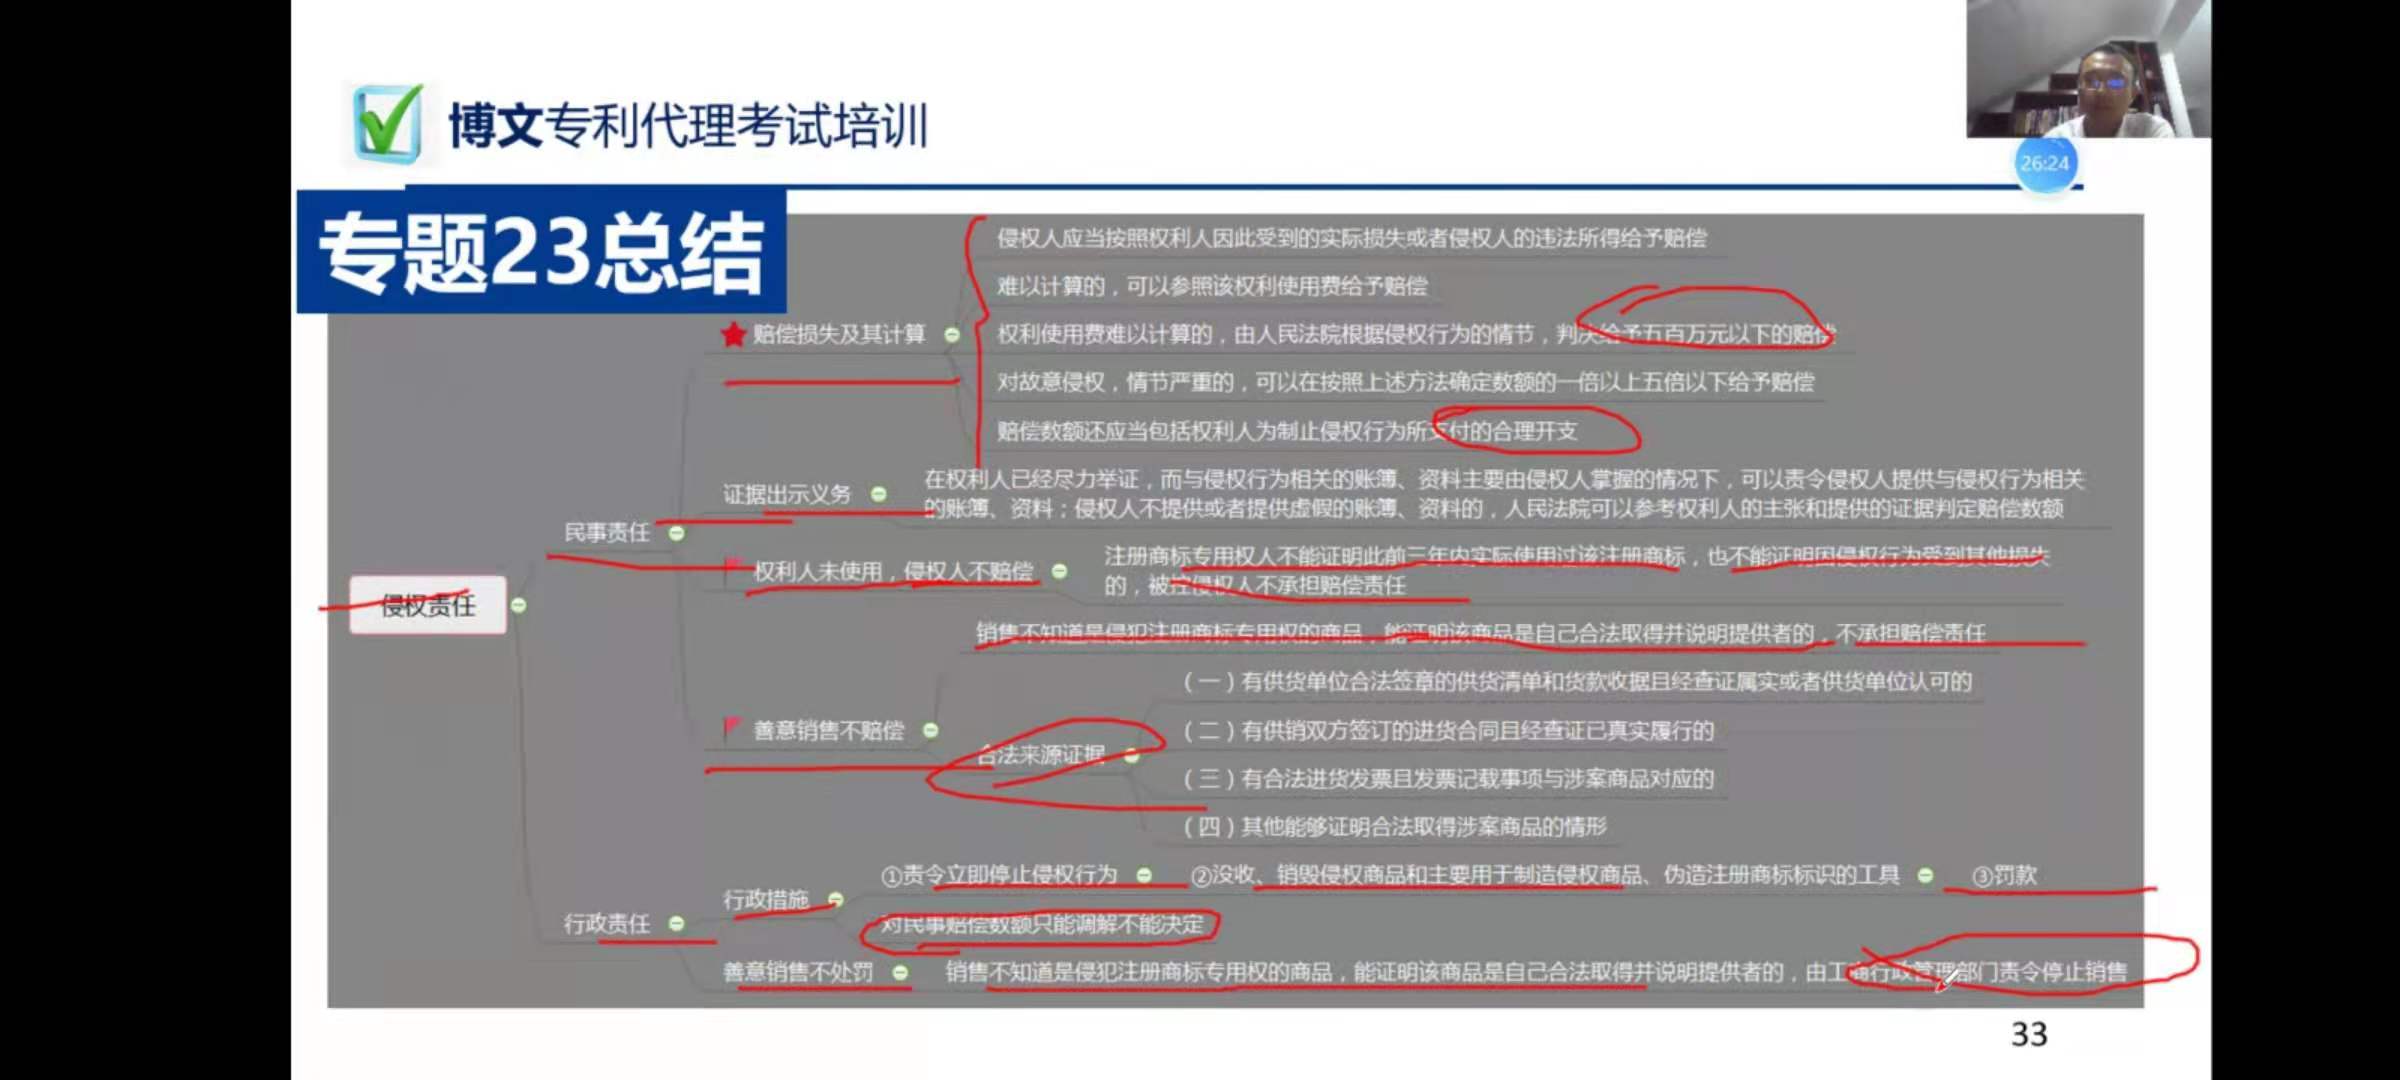 博文专利代理考试培训
26:24
专题23总结
侵权人应当按照权利人因此受到的实际损失或者侵权人的违法所得给予赔偿
难以计算的，可以参照该权利使用费给予赔偿
赔偿损失及其计算
权利使用费难以计算的，由人民法院根据侵权行为的情节，判决给予五百万元以下的赔偿
对故意侵权，情节严重的，可以在按照上述方法确定数额的一倍以上五倍以下给予赔偿
赔偿数额还应当包括权利人为制止侵权行为所支付的合理开支
证据出示义务
在权利人已经尽力举证，而与侵权行为相关的账簿、资料主要由侵权人掌握的情况下，可以责令侵权人提供与侵权行为相关
的账簿、资料；侵权人不提供或者提供虚假的账簿、资料的，人民法院可以参考权利人的主张和提供的证据判定赔偿数额
民事责任
权利人未使用，侵权人不赔偿
注册商标专用权人不能证明此前三年内实际使用过该注册商标，也不能证明因侵权行为受到其他损失
的，被控侵权人不承担赔偿责任
侵权责任
销售不知道是侵犯注册商标专用权的商品，能证明该商品是自己合法取得并说明提供者的，不承担赔偿责任
善意销售不赔偿
合法来源证据
（一）有供货单位合法签章的供货清单和货款收据且经查证属实或者供货单位认可的
（二）有供销双方签订的进货合同且经查证已真实履行的
（三）有合法进货发票且发票记载事项与涉案商品对应的
（四）其他能够证明合法取得涉案商品的情形
行政责任
行政措施
①责令立即停止侵权行为
②没收、销毁侵权商品和主要用于制造侵权商品、伪造注册商标标识的工具
③罚款
对民事赔偿数额只能调解不能决定
善意销售不处罚
销售不知道是侵犯注册商标专用权的商品，能证明该商品是自己合法取得并说明提供者的，由工商行政管理部门责令停止销售
33